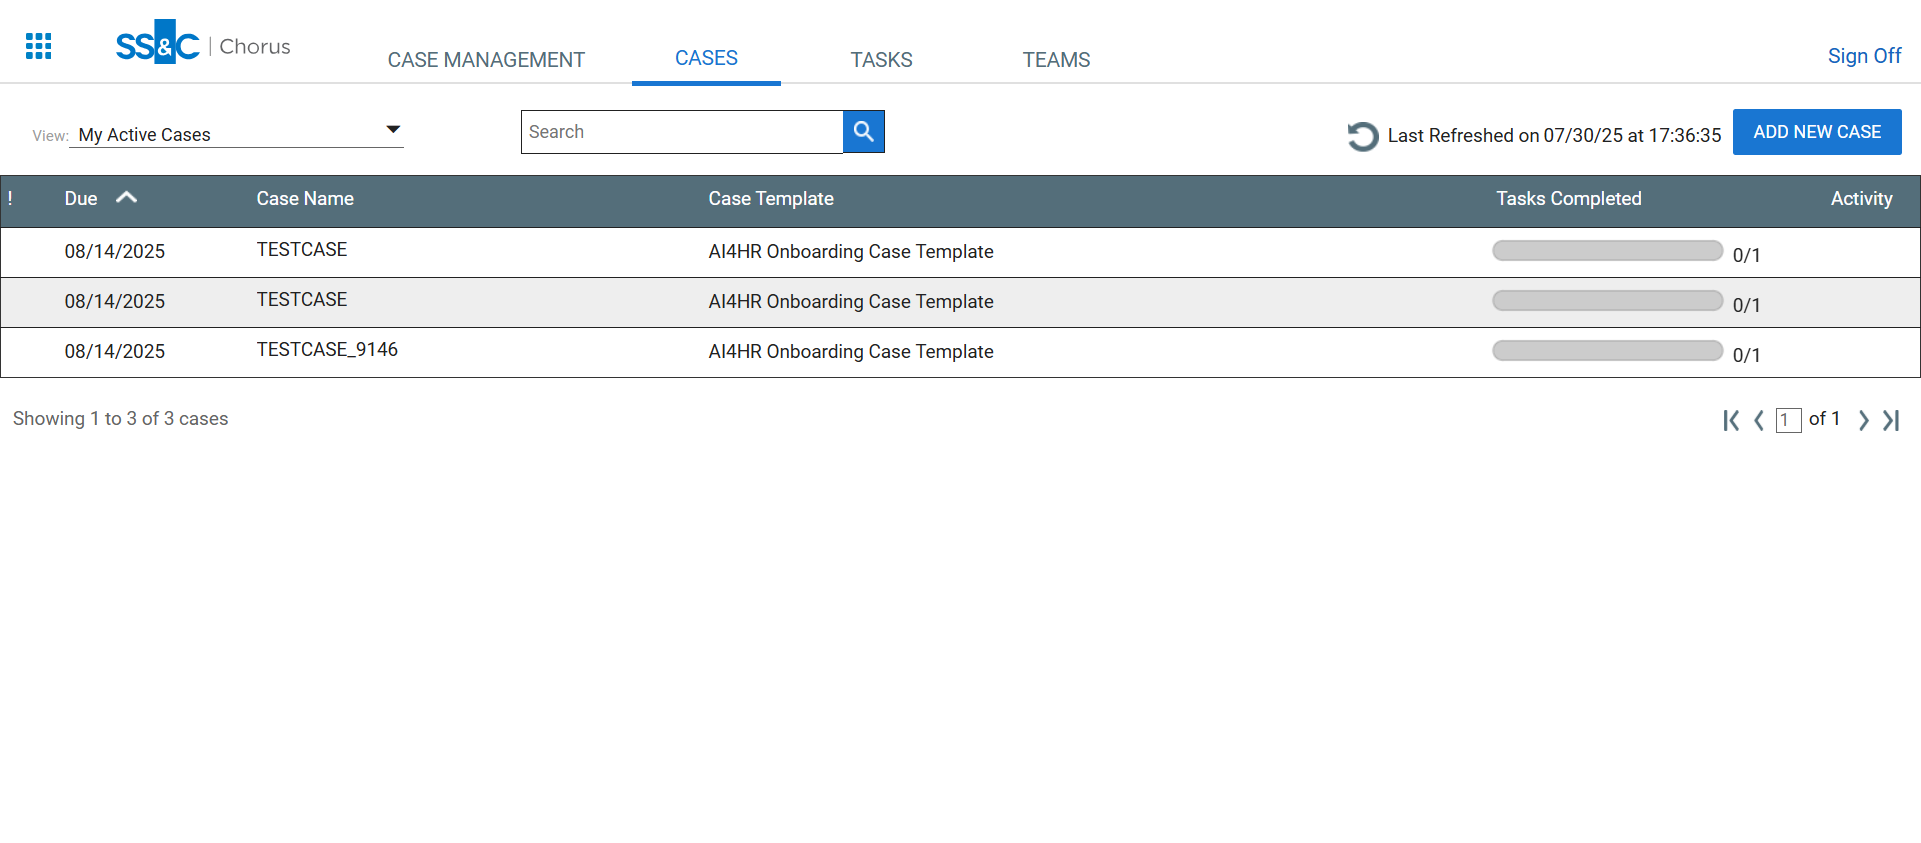 SS&C | Chorus CASE MANAGEMENT CASES TASKS TEAMS Sign Off
View: My Active Cases Search Last Refreshed on 07/30/25 at 17:36:35 ADD NEW CASE
! Due Case Name Case Template Tasks Completed Activity
08/14/2025 TESTCASE AI4HR Onboarding Case Template 0/1
08/14/2025 TESTCASE AI4HR Onboarding Case Template 0/1
08/14/2025 TESTCASE_9146 AI4HR Onboarding Case Template 0/1
Showing 1 to 3 of 3 cases 1 of 1